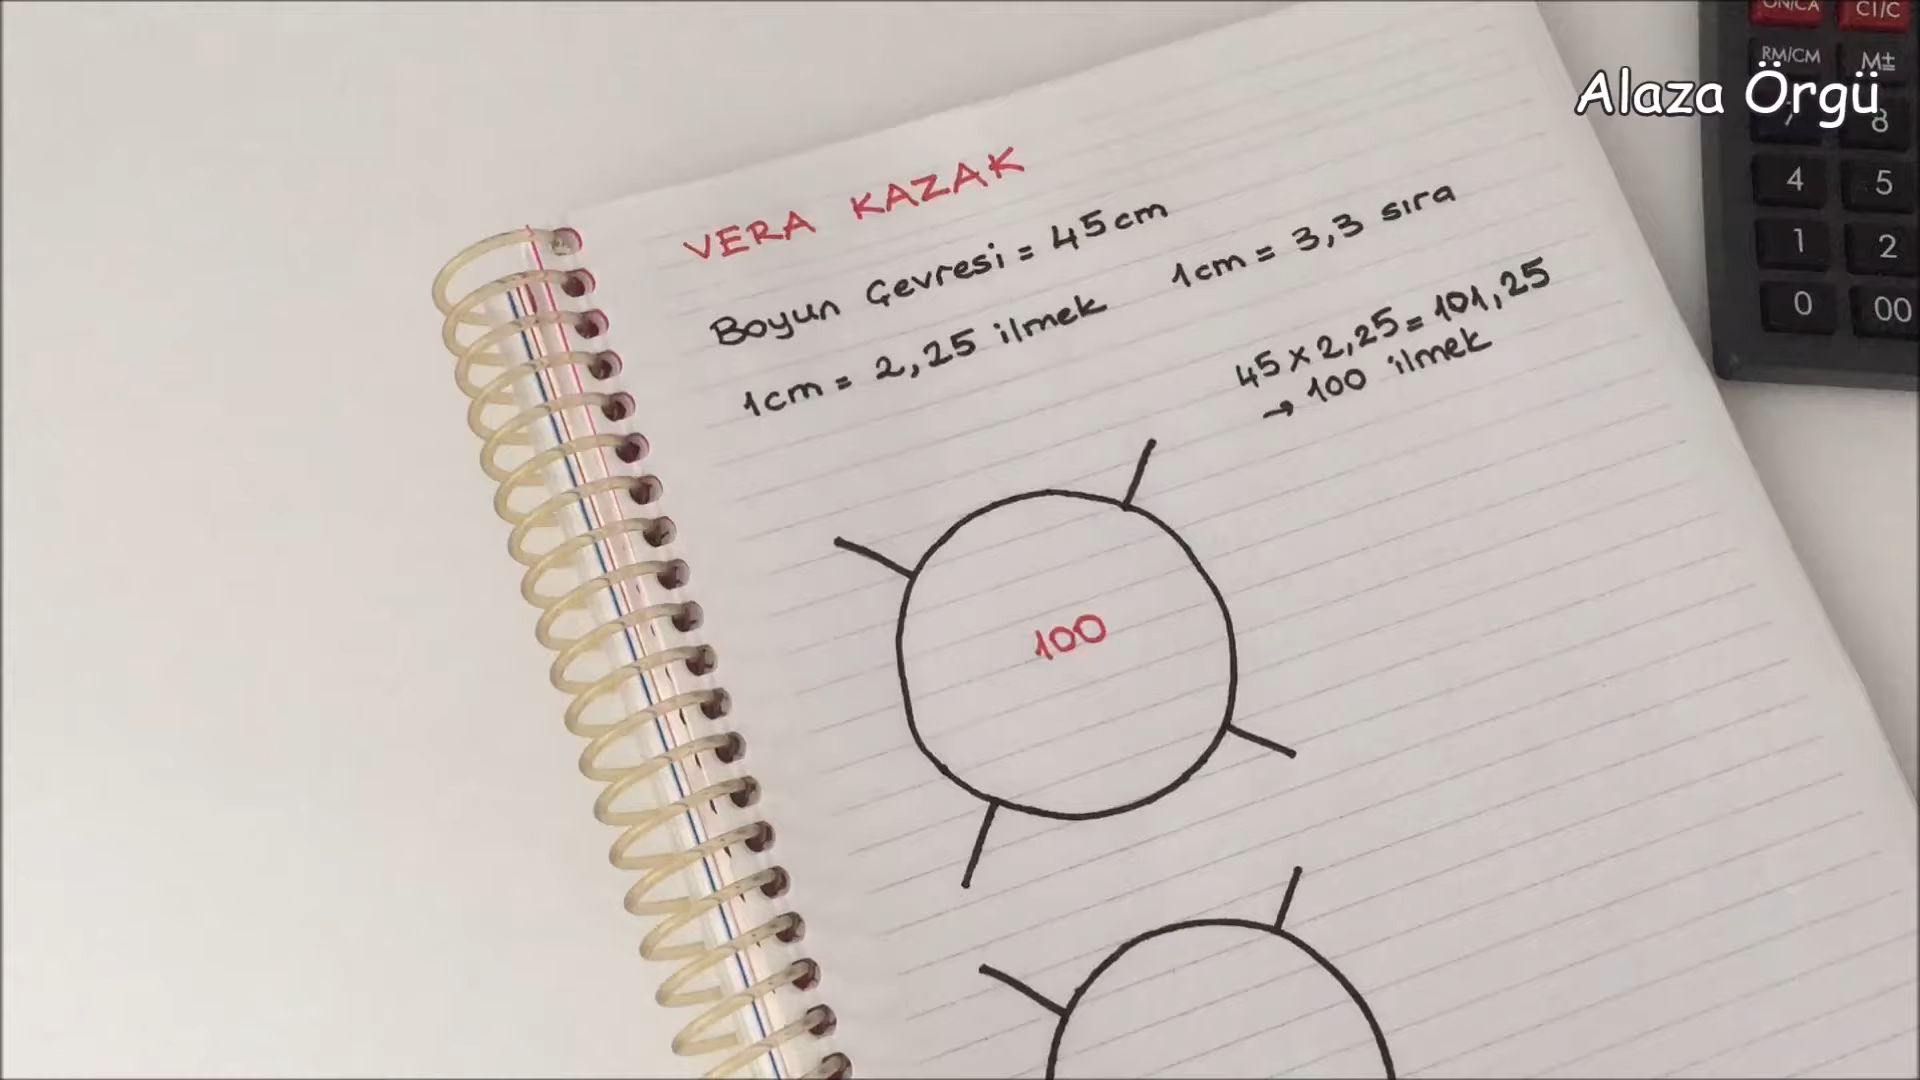 Alaza Örgü
VERA KAZAK
Boyun Çevresi = 45cm
1cm = 2,25 ilmek 1cm = 3,3 sıra
45 x 2,25 = 101,25
→ 100 ilmek
100
ON/CA CI/C
RM/CM M±
7 8
4 5
1 2
0 00